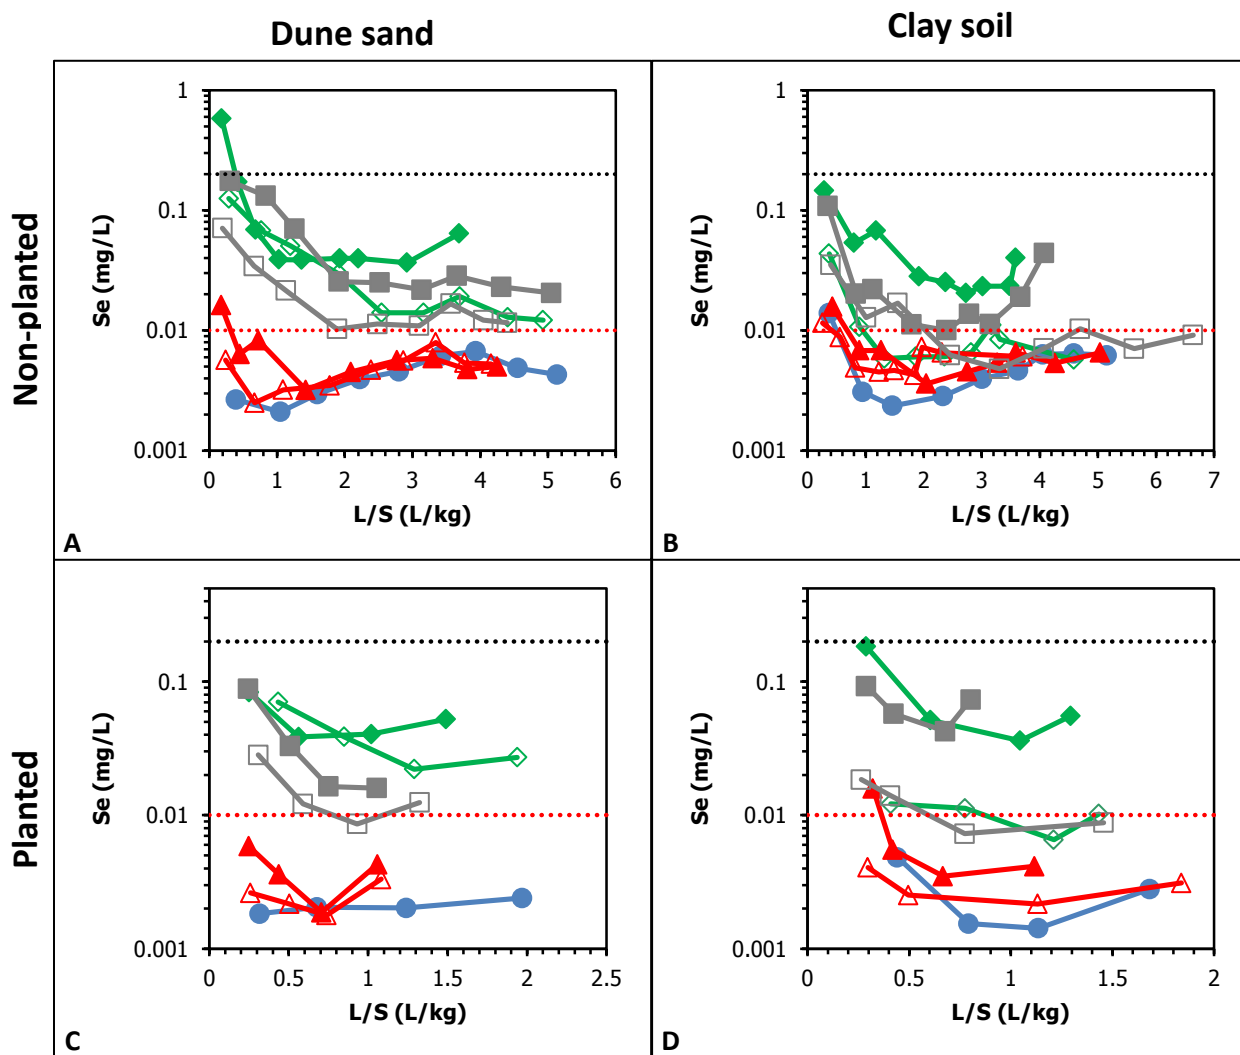 Dune sand
Clay soil
Non-planted
Planted
Se (mg/L)
1
0.1
0.01
0.001
0 1 2 3 4 5 6
L/S (L/kg)
A
Se (mg/L)
1
0.1
0.01
0.001
0 1 2 3 4 5 6 7
L/S (L/kg)
B
Se (mg/L)
0.1
0.01
0.001
0 0.5 1 1.5 2 2.5
L/S (L/kg)
C
Se (mg/L)
0.1
0.01
0.001
0 0.5 1 1.5 2
L/S (L/kg)
D